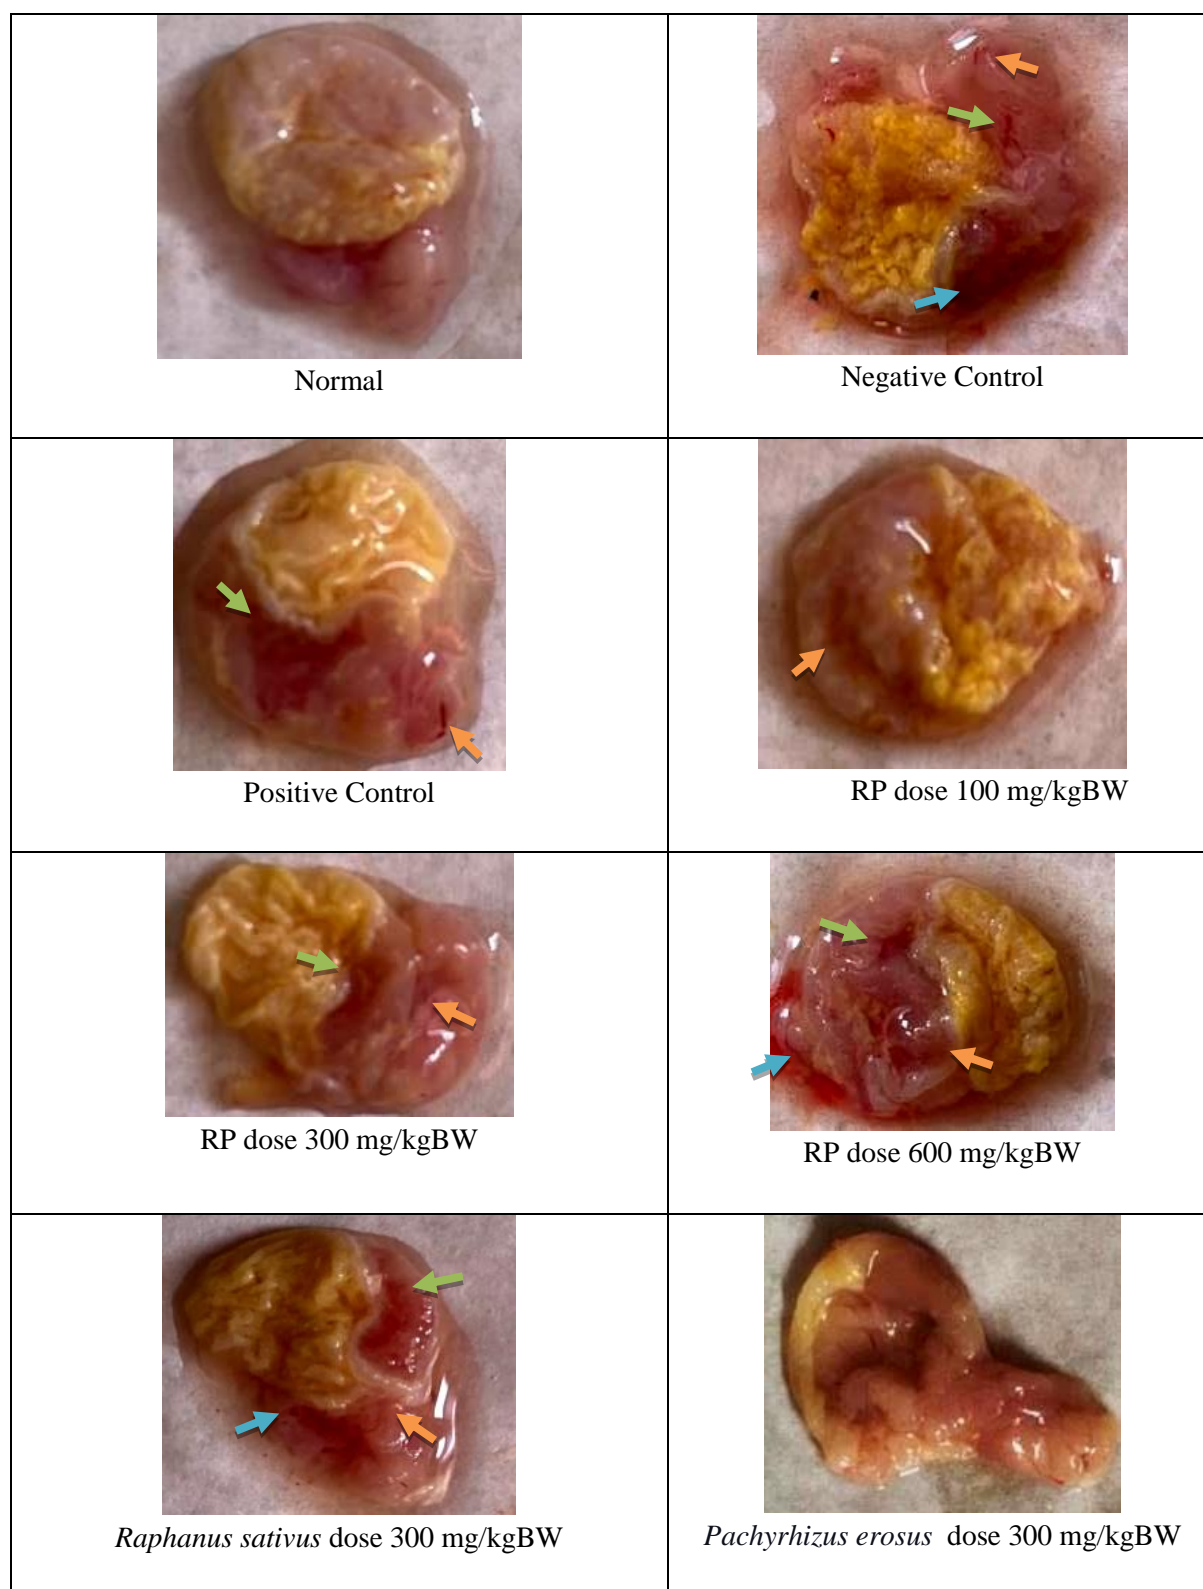 Normal
Negative Control
Positive Control
RP dose 100 mg/kgBW
RP dose 300 mg/kgBW
RP dose 600 mg/kgBW
Raphanus sativus dose 300 mg/kgBW
Pachyrhizus erosus dose 300 mg/kgBW